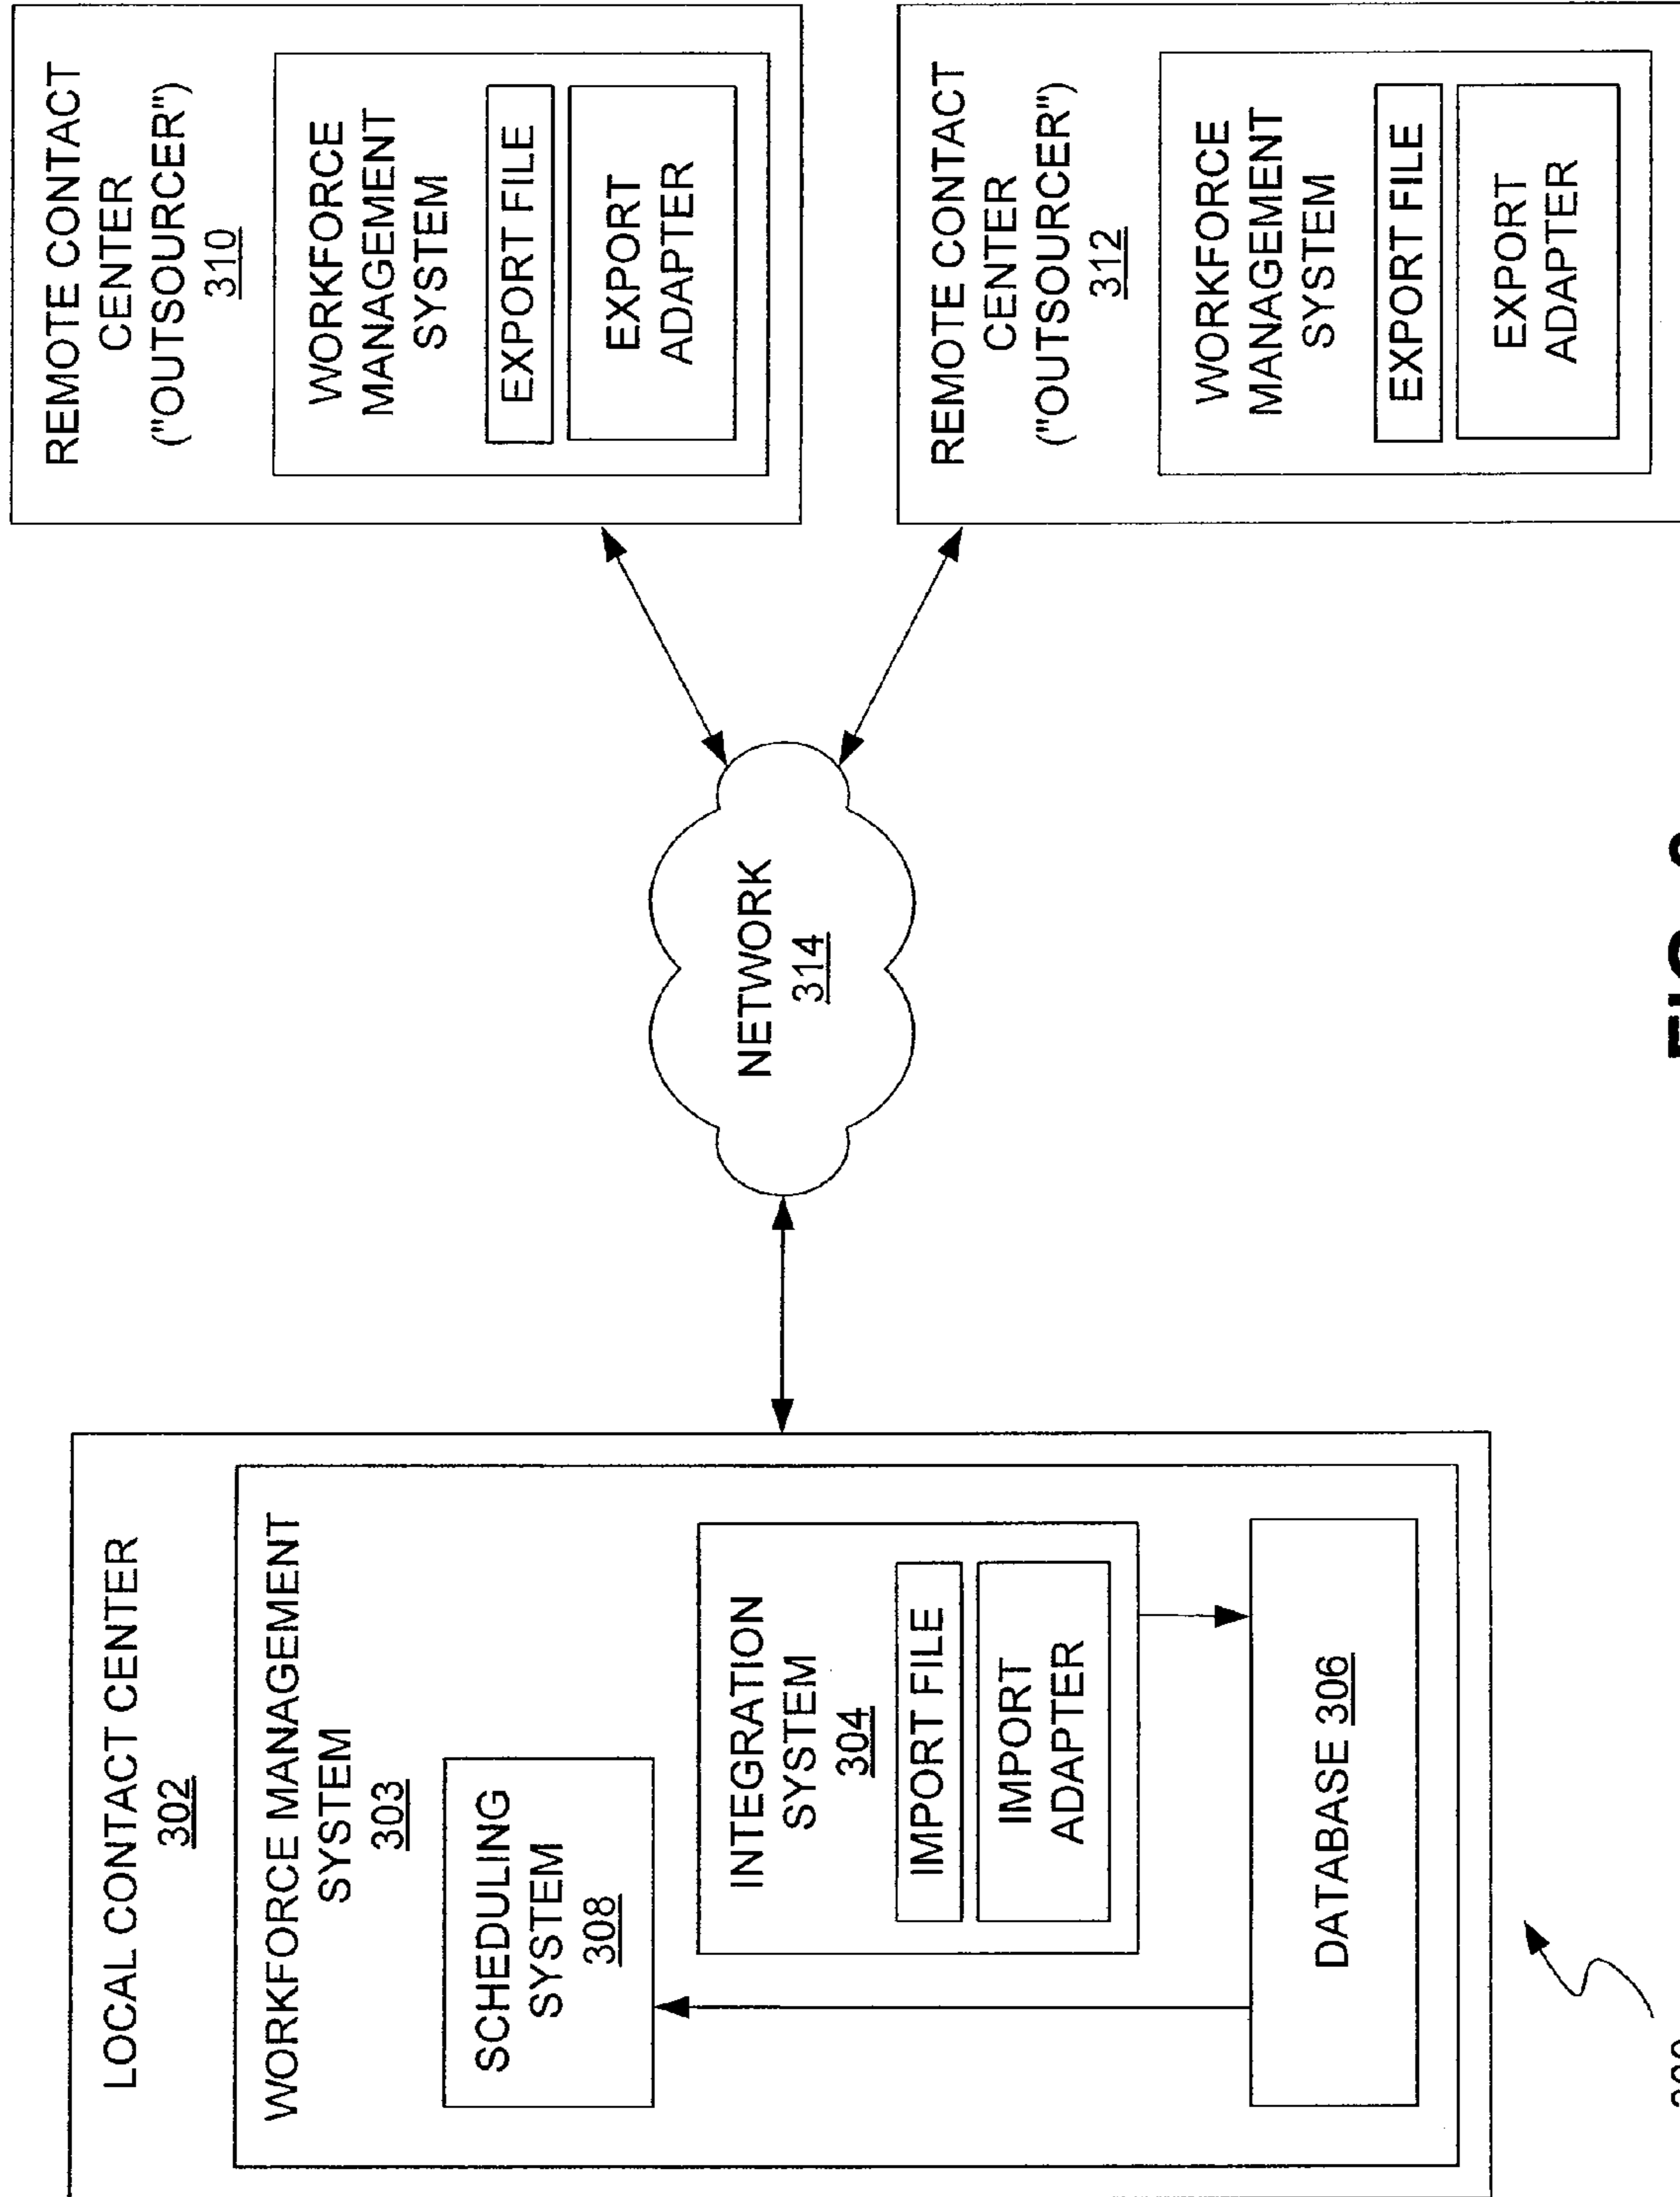 LOCAL CONTACT CENTER
302
WORKFORCE MANAGEMENT
SYSTEM
303
SCHEDULING
SYSTEM
308
INTEGRATION
SYSTEM
304
IMPORT FILE
IMPORT
ADAPTER
DATABASE 306
NETWORK
314
REMOTE CONTACT
CENTER
("OUTSOURCER")
310
WORKFORCE
MANAGEMENT
SYSTEM
EXPORT FILE
EXPORT
ADAPTER
REMOTE CONTACT
CENTER
("OUTSOURCER")
312
WORKFORCE
MANAGEMENT
SYSTEM
EXPORT FILE
EXPORT
ADAPTER